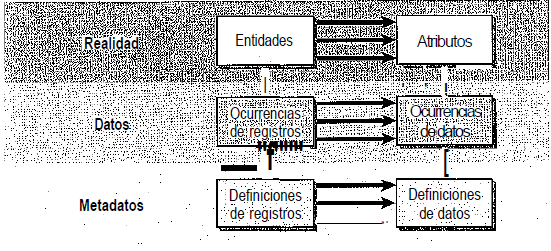 Realidad
Entidades
Atributos
Datos
Ocurrencias
de registros
Ocurrencias
de datos
Metadatos
Definiciones
de registros
Definiciones
de datos